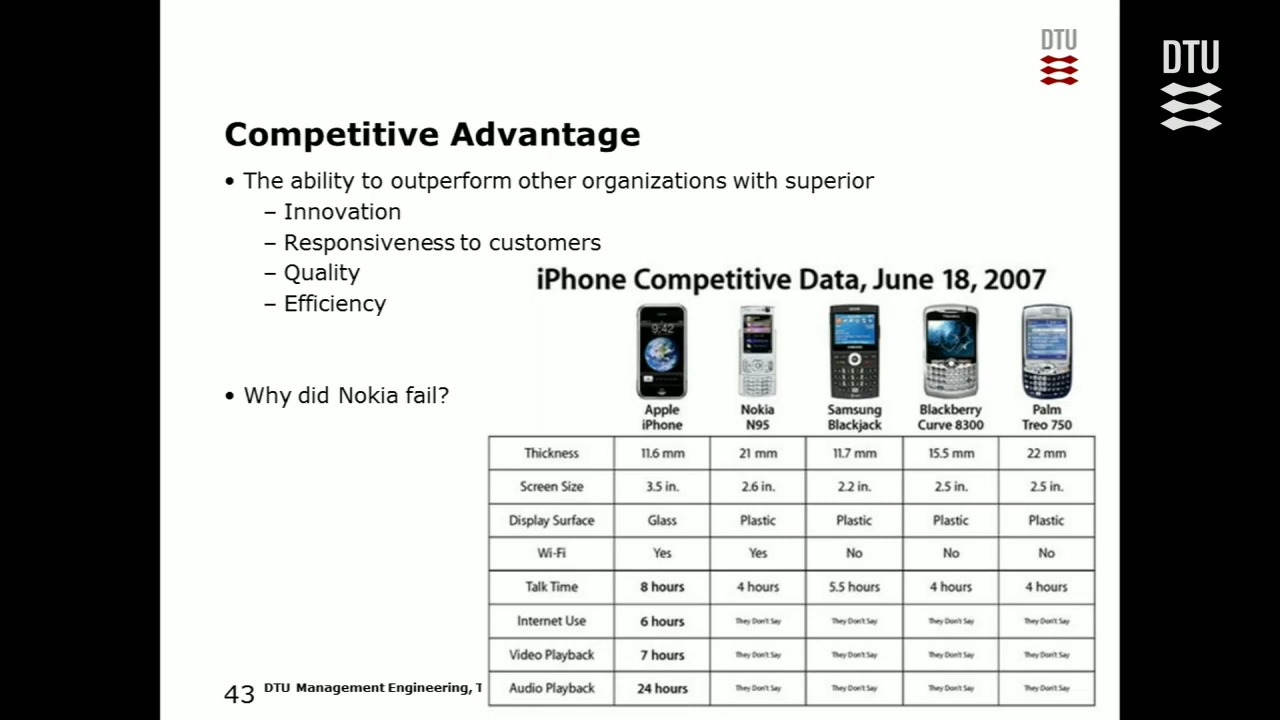 DTU
DTU
Competitive Advantage
• The ability to outperform other organizations with superior
– Innovation
– Responsiveness to customers
– Quality
– Efficiency
• Why did Nokia fail?
iPhone Competitive Data, June 18, 2007
9:42
Apple iPhone Nokia N95 Samsung Blackjack Blackberry Curve 8300 Palm Treo 750
Thickness 11.6 mm 21 mm 11.7 mm 15.5 mm 22 mm
Screen Size 3.5 in. 2.6 in. 2.2 in. 2.5 in. 2.5 in.
Display Surface Glass Plastic Plastic Plastic Plastic
Wi-Fi Yes Yes No No No
Talk Time 8 hours 4 hours 5.5 hours 4 hours 4 hours
Internet Use 6 hours They Don't Say They Don't Say They Don't Say They Don't Say
Video Playback 7 hours They Don't Say They Don't Say They Don't Say They Don't Say
Audio Playback 24 hours They Don't Say They Don't Say They Don't Say They Don't Say
43 DTU Management Engineering, T